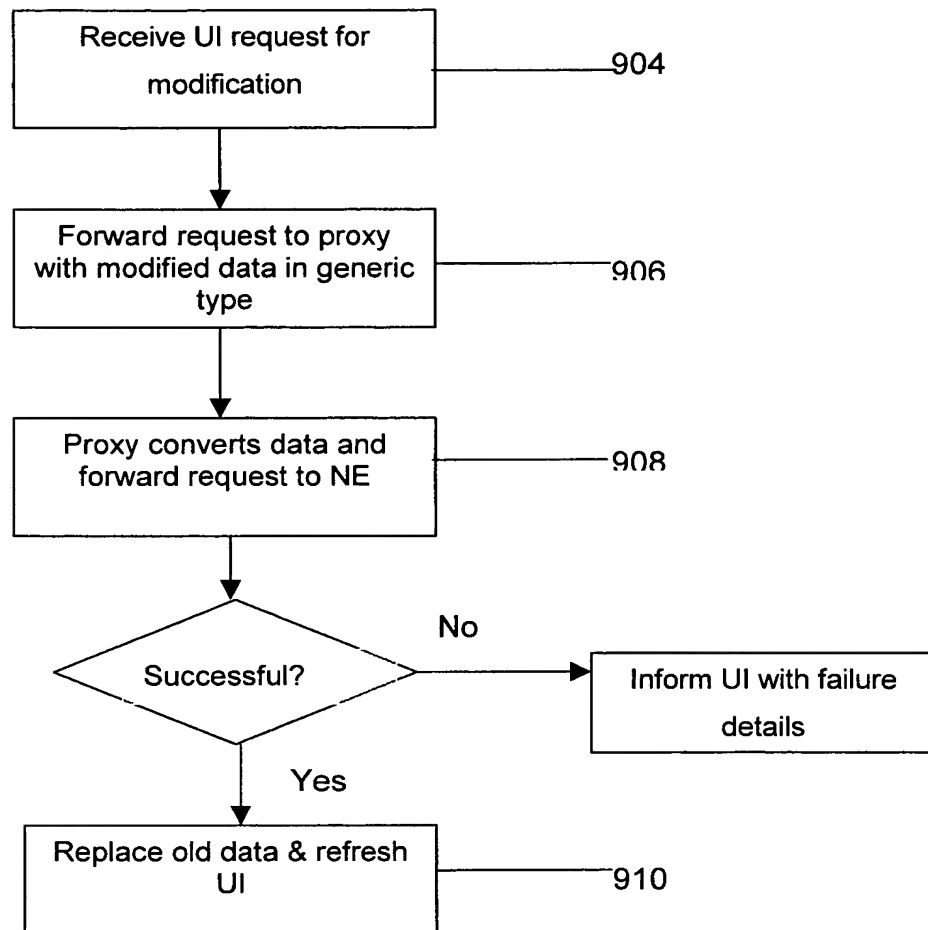 Receive UI request for
modification
904
Forward request to proxy
with modified data in generic
type
906
Proxy converts data and
forward request to NE
908
Successful?
No
Inform UI with failure
details
Yes
Replace old data & refresh
UI
910